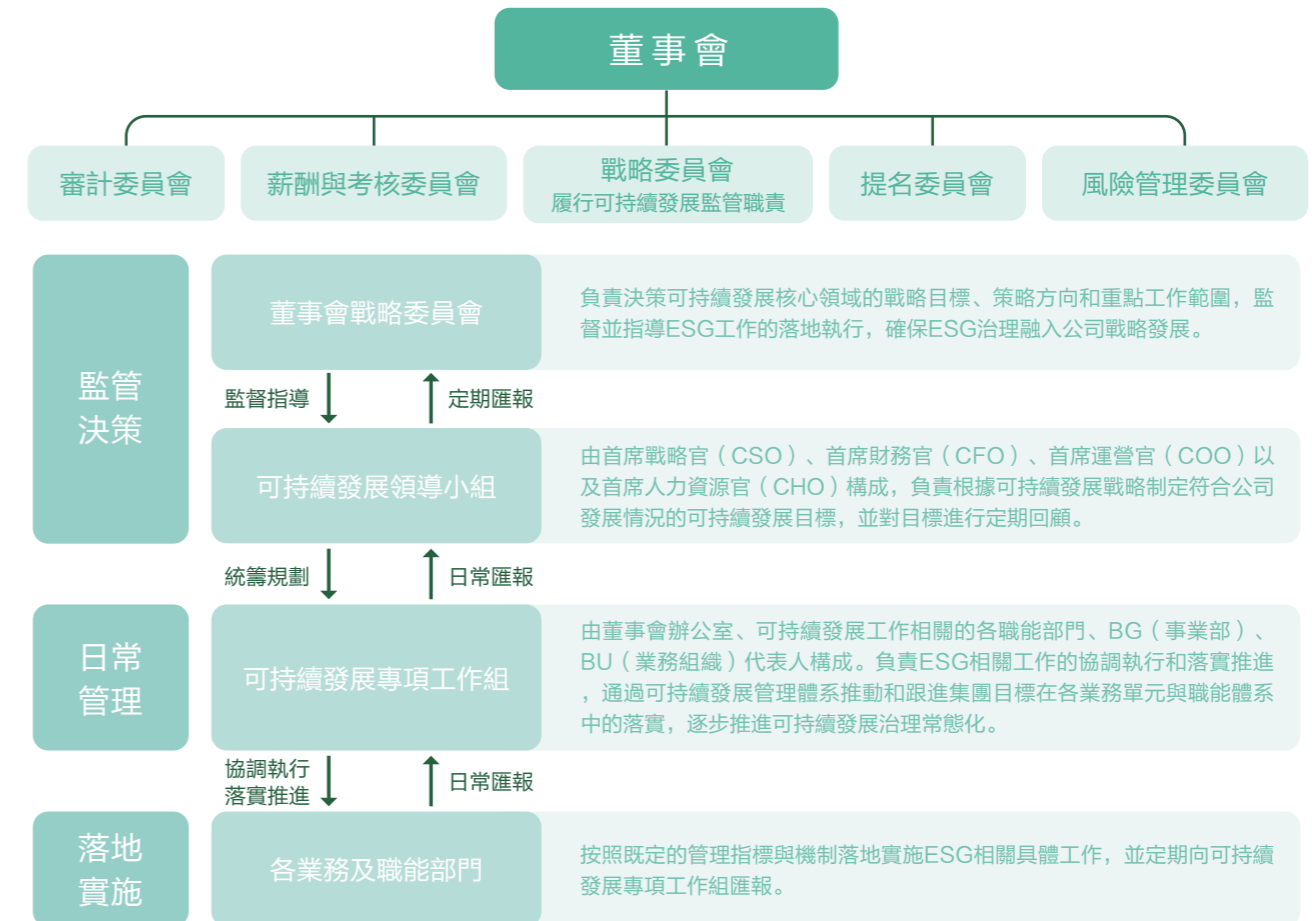 董事會
審計委員會
薪酬與考核委員會
戰略委員會
履行可持續發展監管職責
提名委員會
風險管理委員會
監管
決策
董事會戰略委員會
負責決策可持續發展核心領域的戰略目標、策略方向和重點工作範圍，監
督並指導ESG工作的落地執行，確保ESG治理融入公司戰略發展。
監督指導
定期匯報
可持續發展領導小組
由首席戰略官（CSO）、首席財務官（CFO）、首席運營官（COO）以
及首席人力資源官（CHO）構成，負責根據可持續發展戰略制定符合公司
發展情況的可持續發展目標，並對目標進行定期回顧。
統籌規劃
日常匯報
日常
管理
可持續發展專項工作組
由董事會辦公室、可持續發展工作相關的各職能部門、BG（事業部）、
BU（業務組織）代表人構成。負責ESG相關工作的協調執行和落實推進
，通過可持續發展管理體系推動和跟進集團目標在各業務單元與職能體系
中的落實，逐步推進可持續發展治理常態化。
協調執行
落實推進
日常匯報
落地
實施
各業務及職能部門
按照既定的管理指標與機制落地實施ESG相關具體工作，並定期向可持續
發展專項工作組匯報。